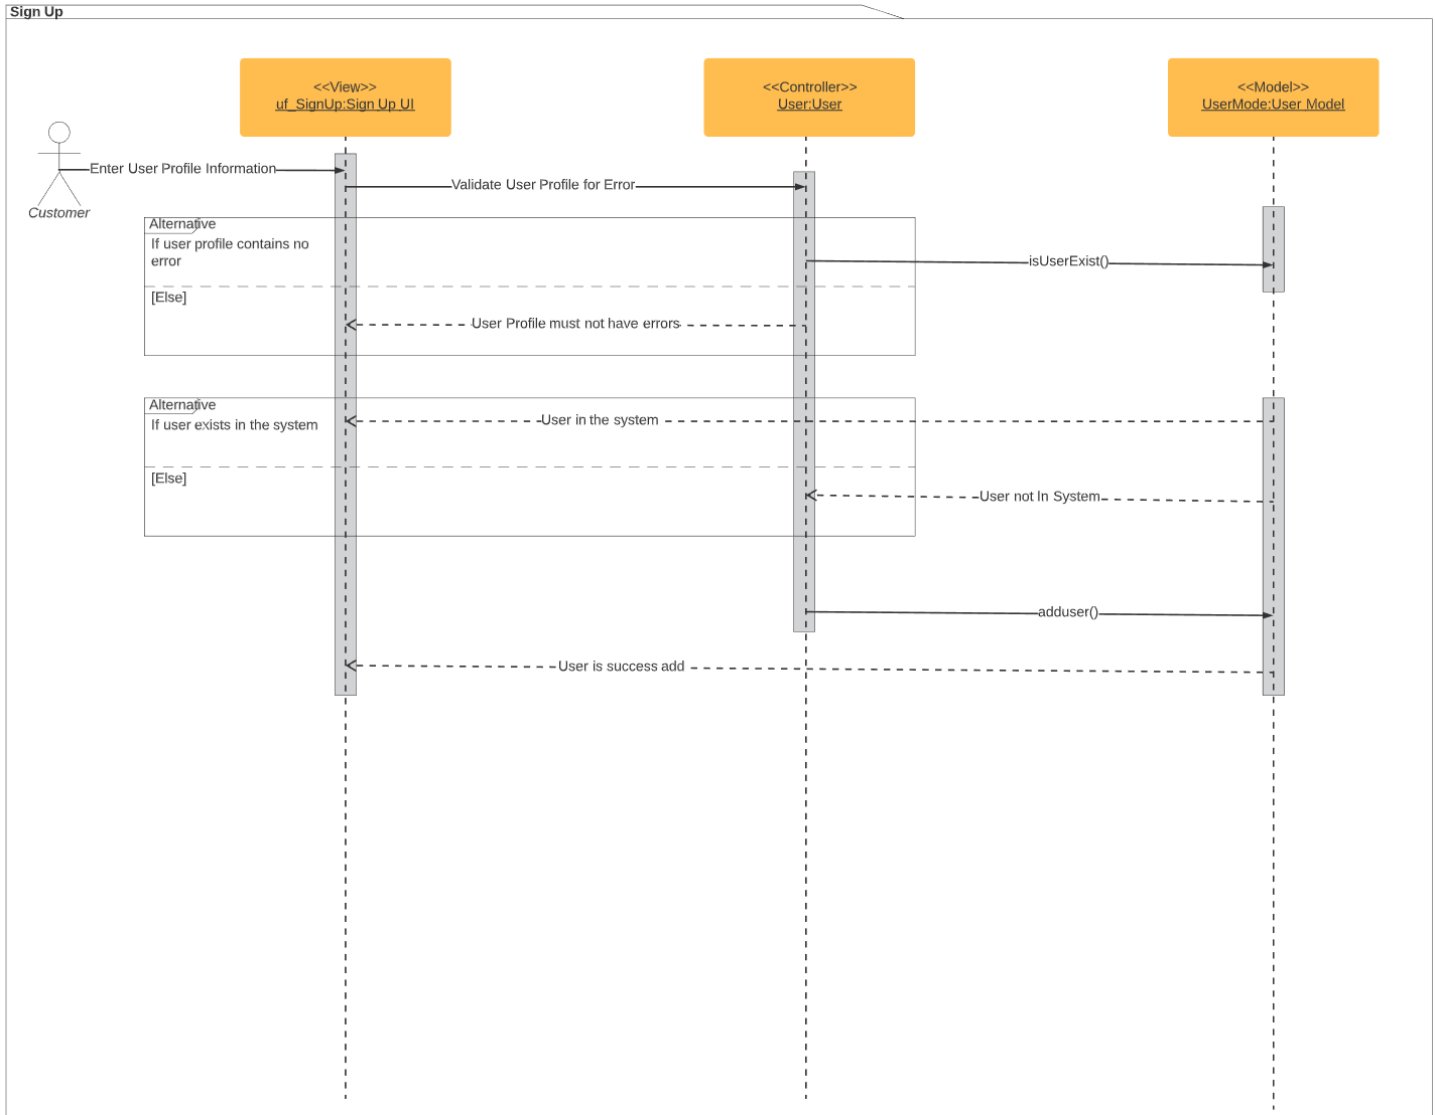 Sign Up
<<View>>
uf_SignUp:Sign Up UI
<<Controller>>
User:User
<<Model>>
UserMode:User Model
Customer
Enter User Profile Information
Validate User Profile for Error
Alternative
If user profile contains no
error
isUserExist()
[Else]
User Profile must not have errors
Alternative
If user exists in the system
User in the system
[Else]
User not In System
adduser()
User is success add